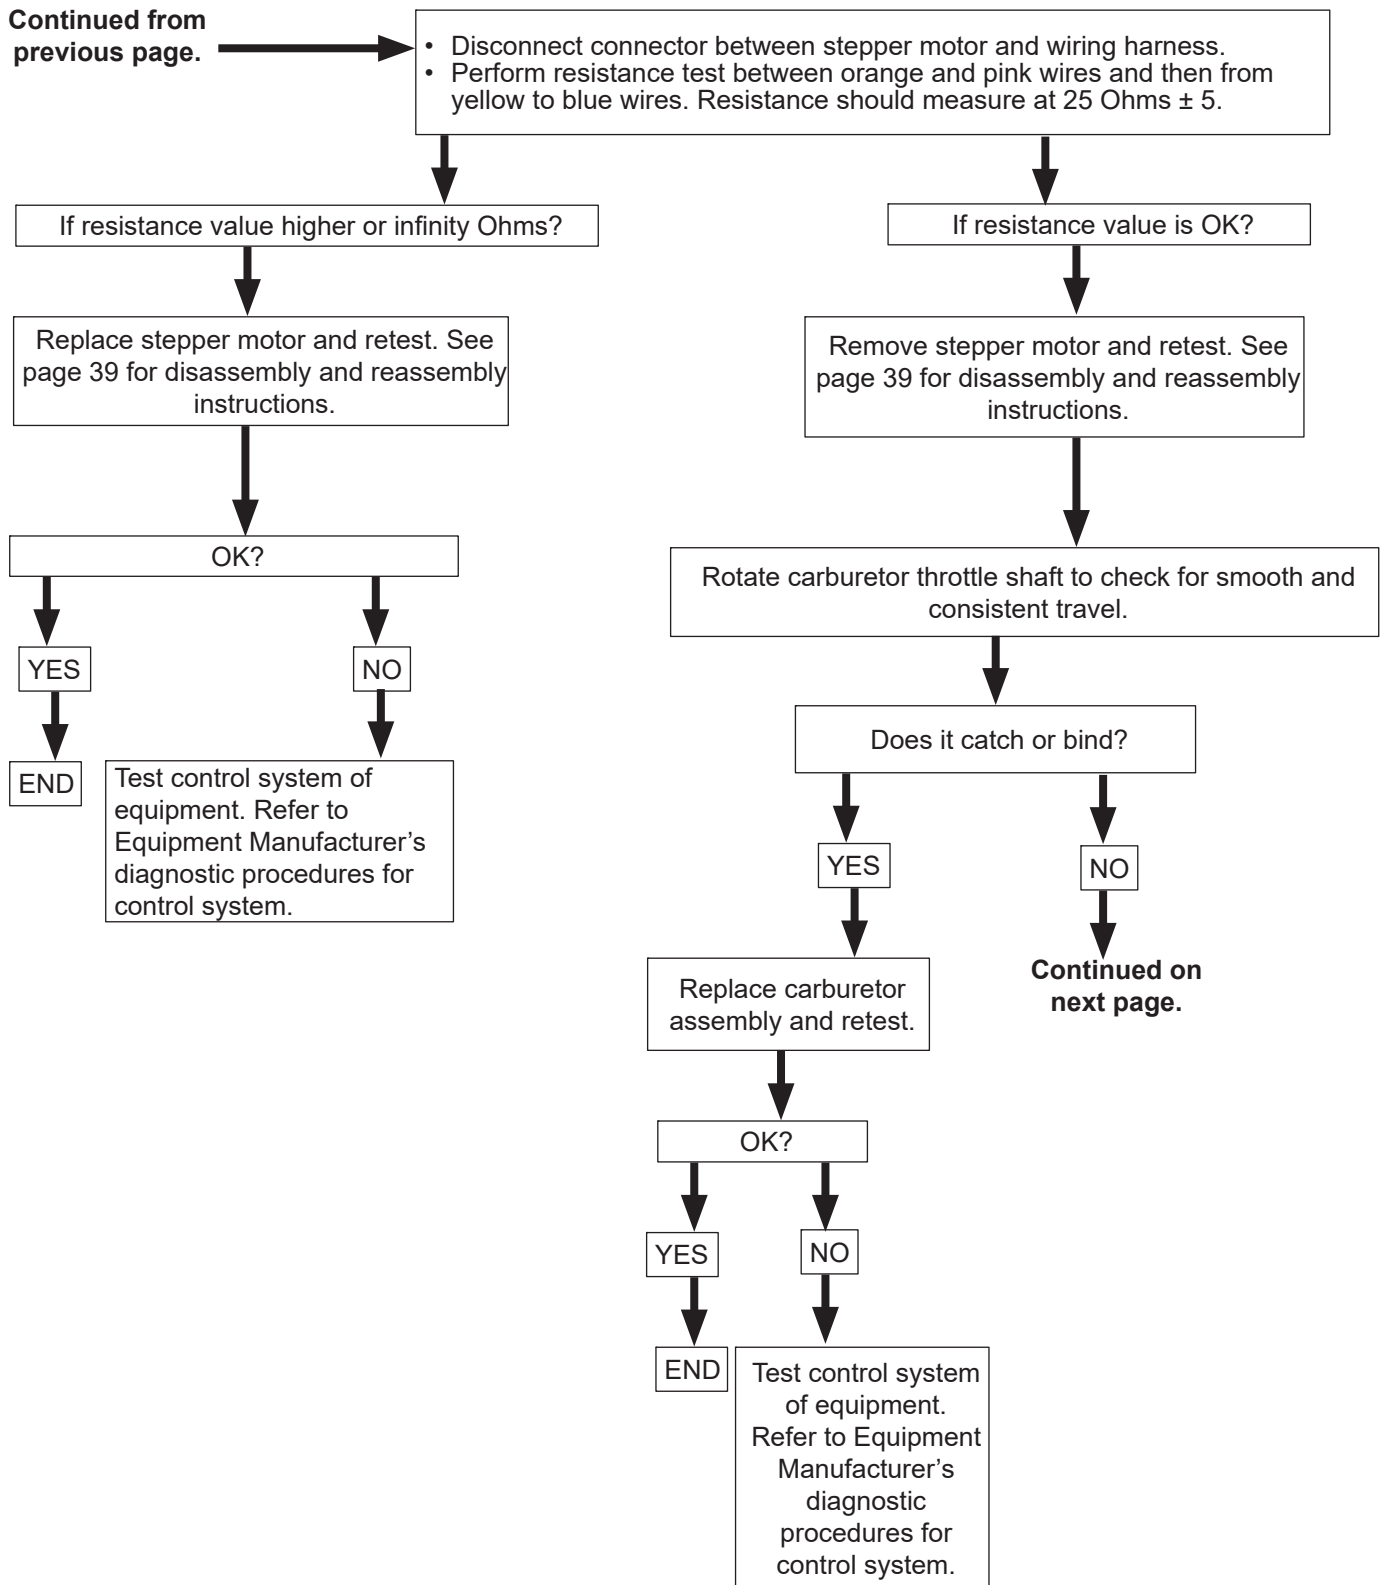 Continued from
previous page.
• Disconnect connector between stepper motor and wiring harness.
• Perform resistance test between orange and pink wires and then from
yellow to blue wires. Resistance should measure at 25 Ohms ± 5.
If resistance value higher or infinity Ohms?
If resistance value is OK?
Replace stepper motor and retest. See
page 39 for disassembly and reassembly
instructions.
Remove stepper motor and retest. See
page 39 for disassembly and reassembly
instructions.
OK?
YES
NO
END
Test control system of
equipment. Refer to
Equipment Manufacturer’s
diagnostic procedures for
control system.
Rotate carburetor throttle shaft to check for smooth and
consistent travel.
Does it catch or bind?
YES
NO
Continued on
next page.
Replace carburetor
assembly and retest.
OK?
YES
NO
END
Test control system
of equipment.
Refer to Equipment
Manufacturer’s
diagnostic
procedures for
control system.